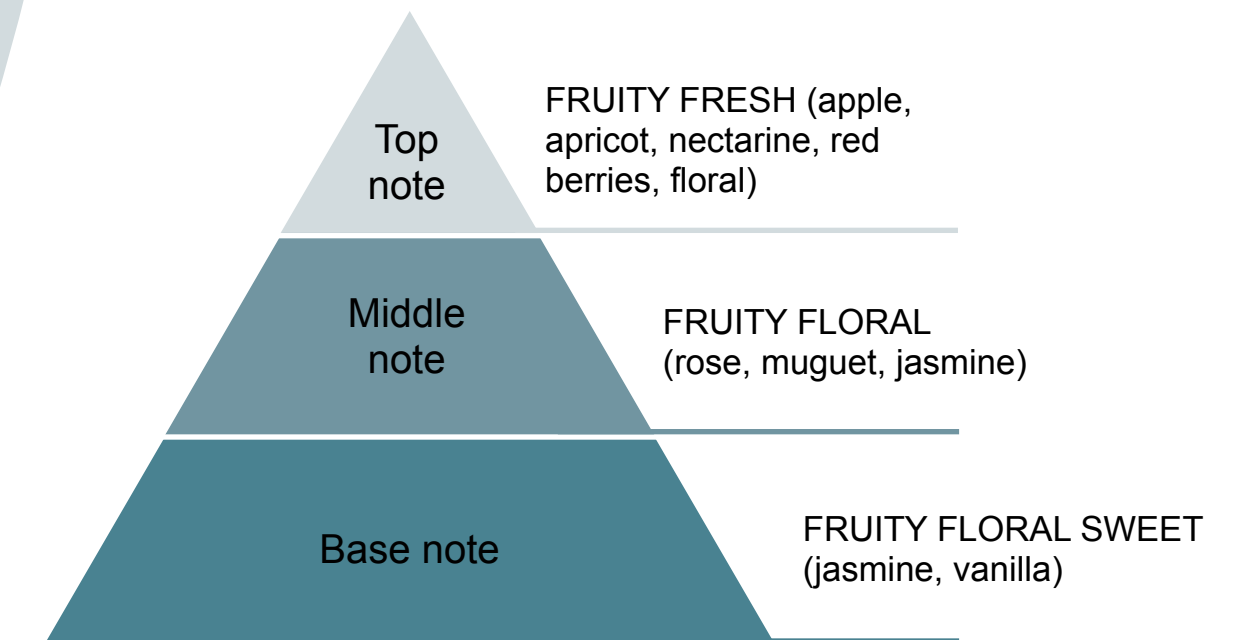 Top
note
FRUITY FRESH (apple,
apricot, nectarine, red
berries, floral)
Middle
note
FRUITY FLORAL
(rose, muguet, jasmine)
Base note
FRUITY FLORAL SWEET
(jasmine, vanilla)